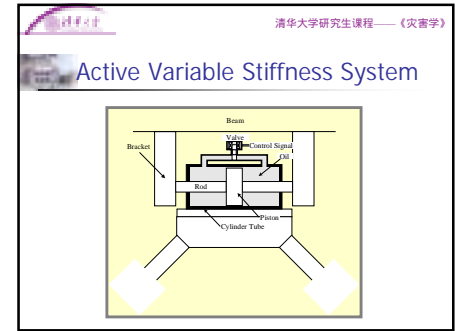 清华大学研究生课程——《灾害学》
Active Variable Stiffness System
Beam
Valve
Bracket
Control Signal
Oil
Rod
Piston
Cylinder Tube